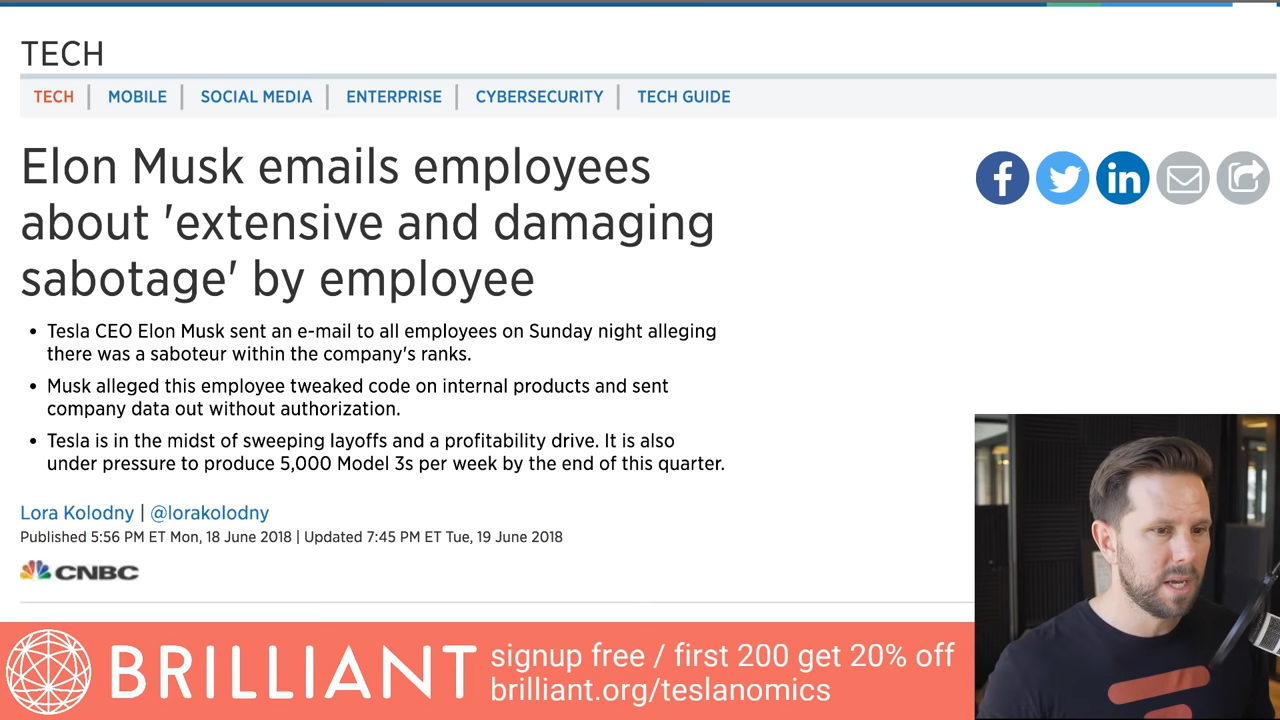 TECH
TECH | MOBILE | SOCIAL MEDIA | ENTERPRISE | CYBERSECURITY | TECH GUIDE
Elon Musk emails employees
about 'extensive and damaging
sabotage' by employee
• Tesla CEO Elon Musk sent an e-mail to all employees on Sunday night alleging
there was a saboteur within the company's ranks.
• Musk alleged this employee tweaked code on internal products and sent
company data out without authorization.
• Tesla is in the midst of sweeping layoffs and a profitability drive. It is also
under pressure to produce 5,000 Model 3s per week by the end of this quarter.
Lora Kolodny | @lorakolodny
Published 5:56 PM ET Mon, 18 June 2018 | Updated 7:45 PM ET Tue, 19 June 2018
CNBC
BRILLIANT
signup free / first 200 get 20% off
brilliant.org/teslanomics